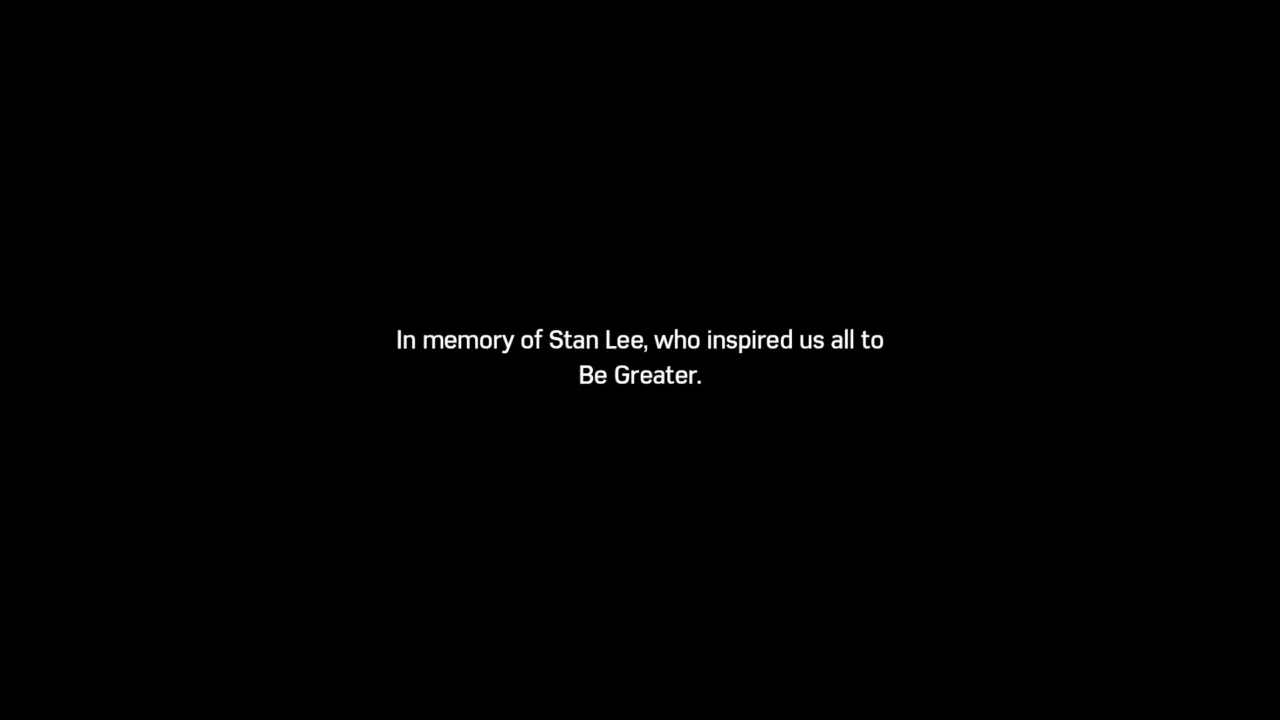 In memory of Stan Lee, who inspired us all to
Be Greater.